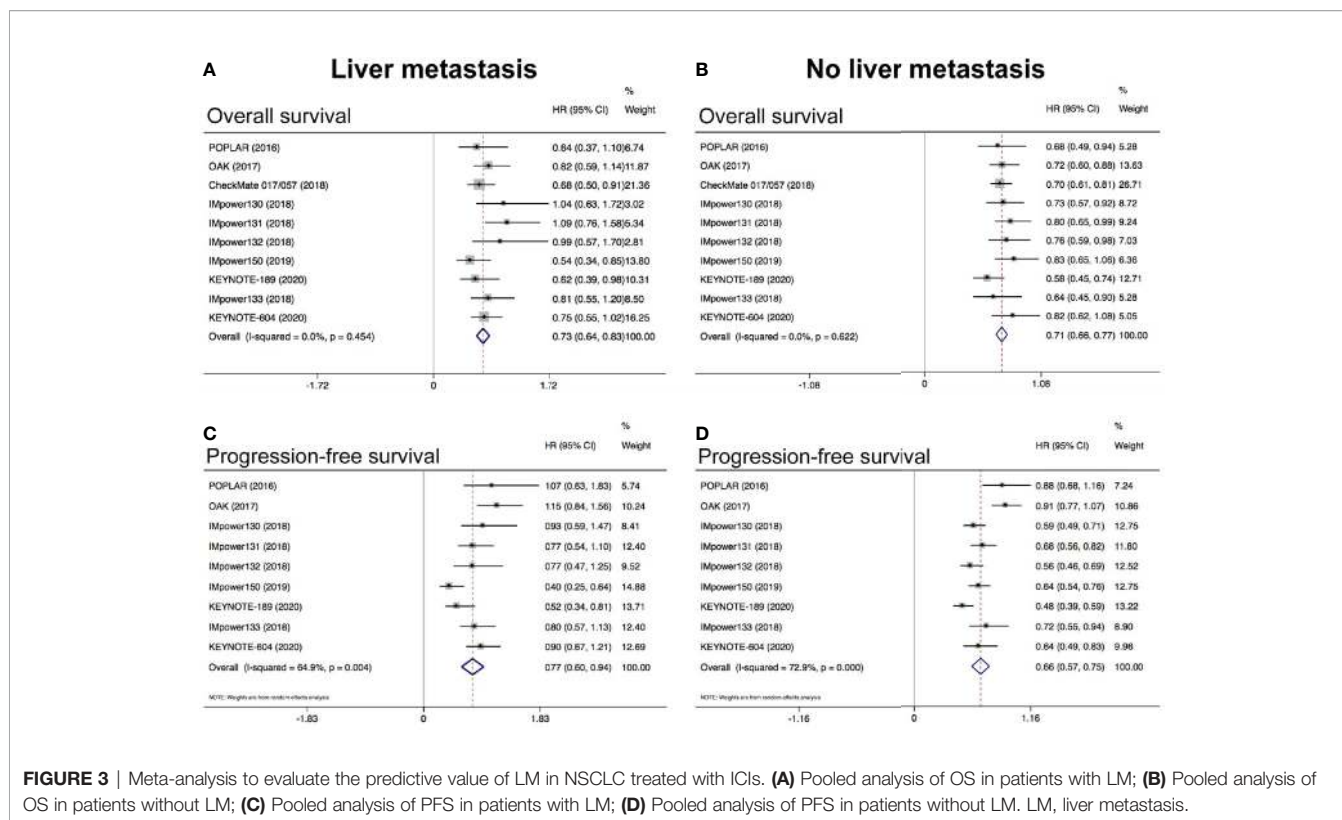 A Liver metastasis
%
HR (95% CI) Weight
Overall survival
POPLAR (2016) 0.64 (0.37, 1.10)6.74
OAK (2017) 0.82 (0.59, 1.14)11.87
CheckMate 017/057 (2018) 0.68 (0.50, 0.91)21.36
IMpower130 (2018) 1.04 (0.63, 1.72)3.02
IMpower131 (2018) 1.09 (0.76, 1.58)5.34
IMpower132 (2018) 0.99 (0.57, 1.70)2.81
IMpower150 (2019) 0.54 (0.34, 0.85)13.80
KEYNOTE-189 (2020) 0.62 (0.39, 0.98)10.31
IMpower133 (2018) 0.81 (0.55, 1.20)8.50
KEYNOTE-604 (2020) 0.75 (0.55, 1.02)16.25
Overall (I-squared = 0.0%, p = 0.454) 0.73 (0.64, 0.83)100.00
-1.72 0 1.72
B No liver metastasis
%
HR (95% CI) Weight
Overall survival
POPLAR (2016) 0.68 (0.49, 0.94) 5.28
OAK (2017) 0.72 (0.60, 0.88) 13.63
CheckMate 017/057 (2018) 0.70 (0.61, 0.81) 26.71
IMpower130 (2018) 0.73 (0.57, 0.92) 8.72
IMpower131 (2018) 0.80 (0.65, 0.99) 9.24
IMpower132 (2018) 0.76 (0.59, 0.98) 7.03
IMpower150 (2019) 0.83 (0.65, 1.06) 6.36
KEYNOTE-189 (2020) 0.58 (0.45, 0.74) 12.71
IMpower133 (2018) 0.64 (0.45, 0.90) 5.28
KEYNOTE-604 (2020) 0.82 (0.62, 1.08) 5.05
Overall (I-squared = 0.0%, p = 0.622) 0.71 (0.66, 0.77) 100.00
-1.08 0 1.08
C
%
HR (95% CI) Weight
Progression-free survival
POPLAR (2016) 107 (0.63, 1.83) 5.74
OAK (2017) 115 (0.84, 1.56) 10.24
IMpower130 (2018) 093 (0.59, 1.47) 8.41
IMpower131 (2018) 077 (0.54, 1.10) 12.40
IMpower132 (2018) 077 (0.47, 1.25) 9.52
IMpower150 (2019) 040 (0.25, 0.64) 14.88
KEYNOTE-189 (2020) 052 (0.34, 0.81) 13.71
IMpower133 (2018) 080 (0.57, 1.13) 12.40
KEYNOTE-604 (2020) 090 (0.67, 1.21) 12.69
Overall (I-squared = 64.9%, p = 0.004) 077 (0.60, 0.94) 100.00
NOTE: Weights are from random effects analysis
-1.83 0 1.83
D
%
HR (95% CI) Weight
Progression-free survival
POPLAR (2016) 0.88 (0.68, 1.16) 7.24
OAK (2017) 0.91 (0.77, 1.07) 10.86
IMpower130 (2018) 0.59 (0.49, 0.71) 12.75
IMpower131 (2018) 0.68 (0.56, 0.82) 11.80
IMpower132 (2018) 0.56 (0.46, 0.69) 12.52
IMpower150 (2019) 0.64 (0.54, 0.76) 12.75
KEYNOTE-189 (2020) 0.48 (0.39, 0.59) 13.22
IMpower133 (2018) 0.72 (0.55, 0.94) 8.90
KEYNOTE-604 (2020) 0.64 (0.49, 0.83) 9.96
Overall (I-squared = 72.9%, p = 0.000) 0.66 (0.57, 0.75) 100.00
NOTE: Weights are from random effects analysis
-1.16 0 1.16
FIGURE 3 | Meta-analysis to evaluate the predictive value of LM in NSCLC treated with ICIs. (A) Pooled analysis of OS in patients with LM; (B) Pooled analysis of
OS in patients without LM; (C) Pooled analysis of PFS in patients with LM; (D) Pooled analysis of PFS in patients without LM. LM, liver metastasis.